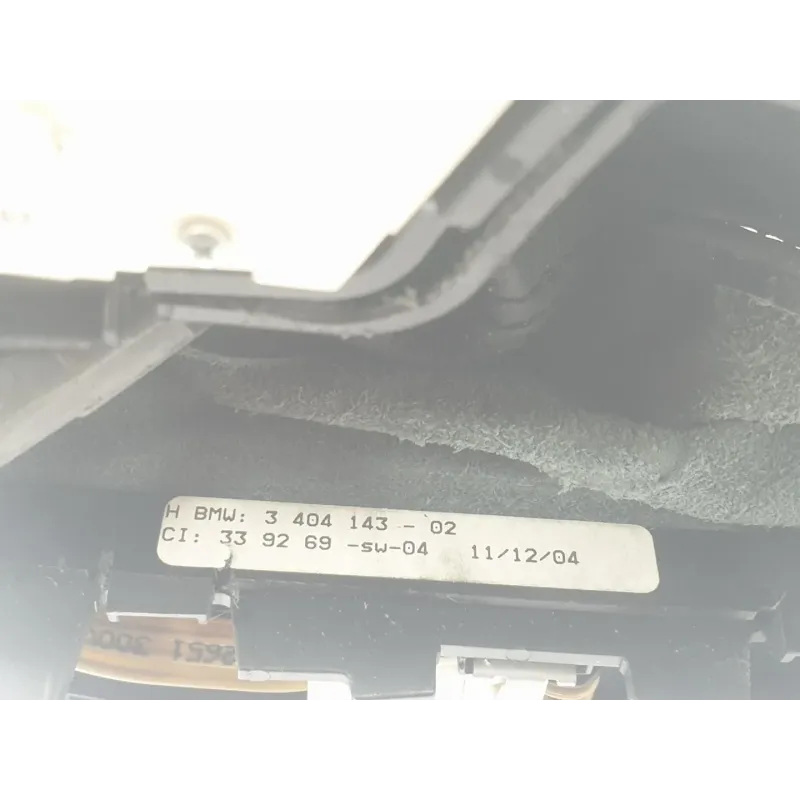 H BMW: 3 404 143 - 02
CI: 33 92 69 -sw-04 11/12/04